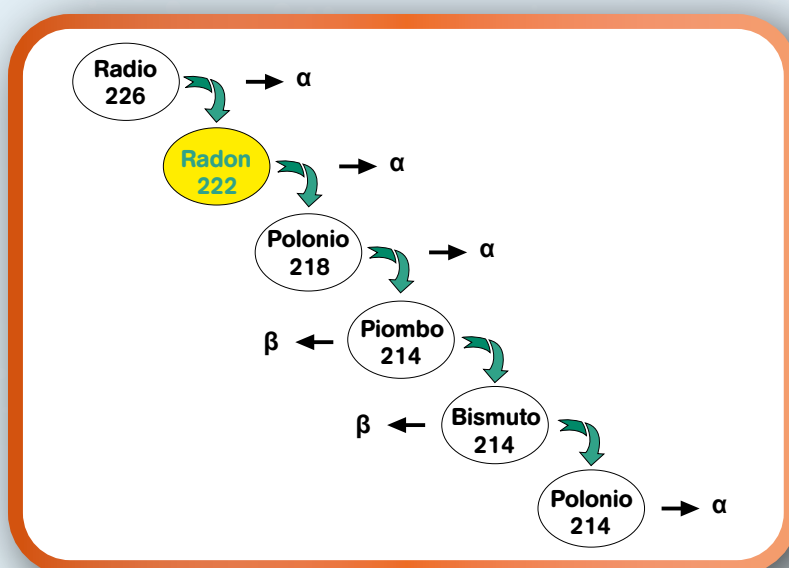 Radio
226
α
Radon
222
α
Polonio
218
α
β
Piombo
214
β
Bismuto
214
Polonio
214
α